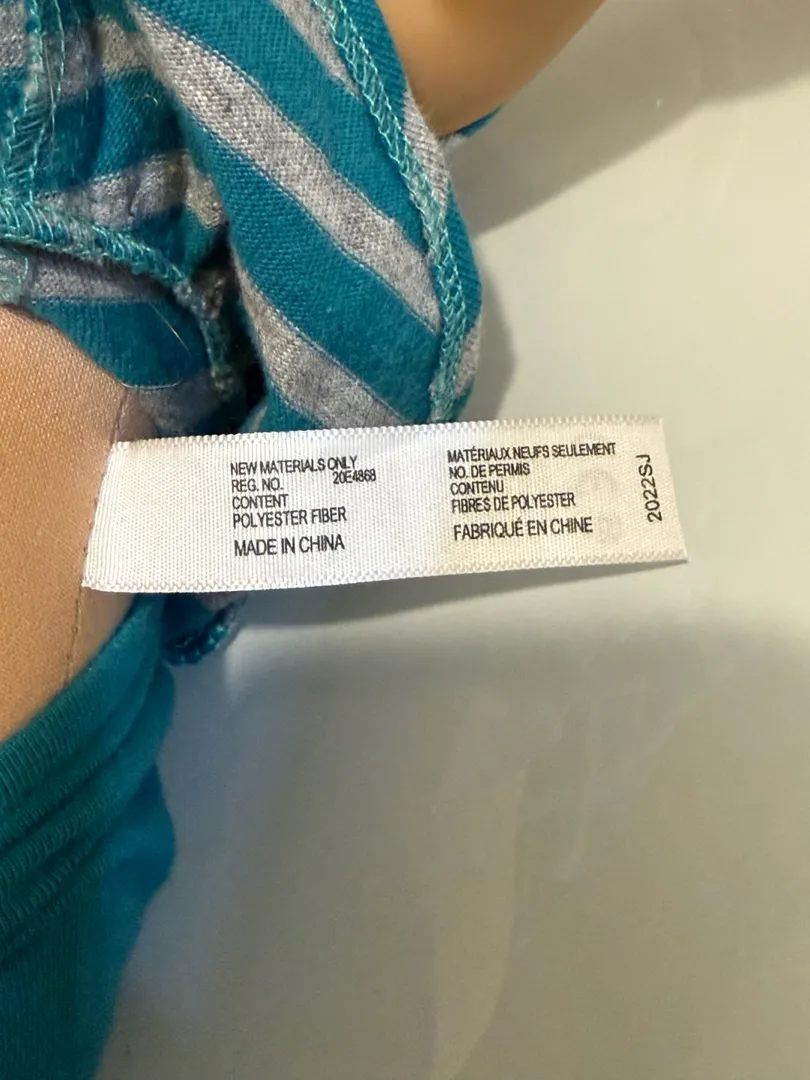 NEW MATERIALS ONLY
REG. NO. 20E4868
CONTENT
POLYESTER FIBER
MADE IN CHINA
MATÉRIAUX NEUFS SEULEMENT
NO. DE PERMIS
CONTENU
FIBRES DE POLYESTER
FABRIQUÉ EN CHINE
2022SJ